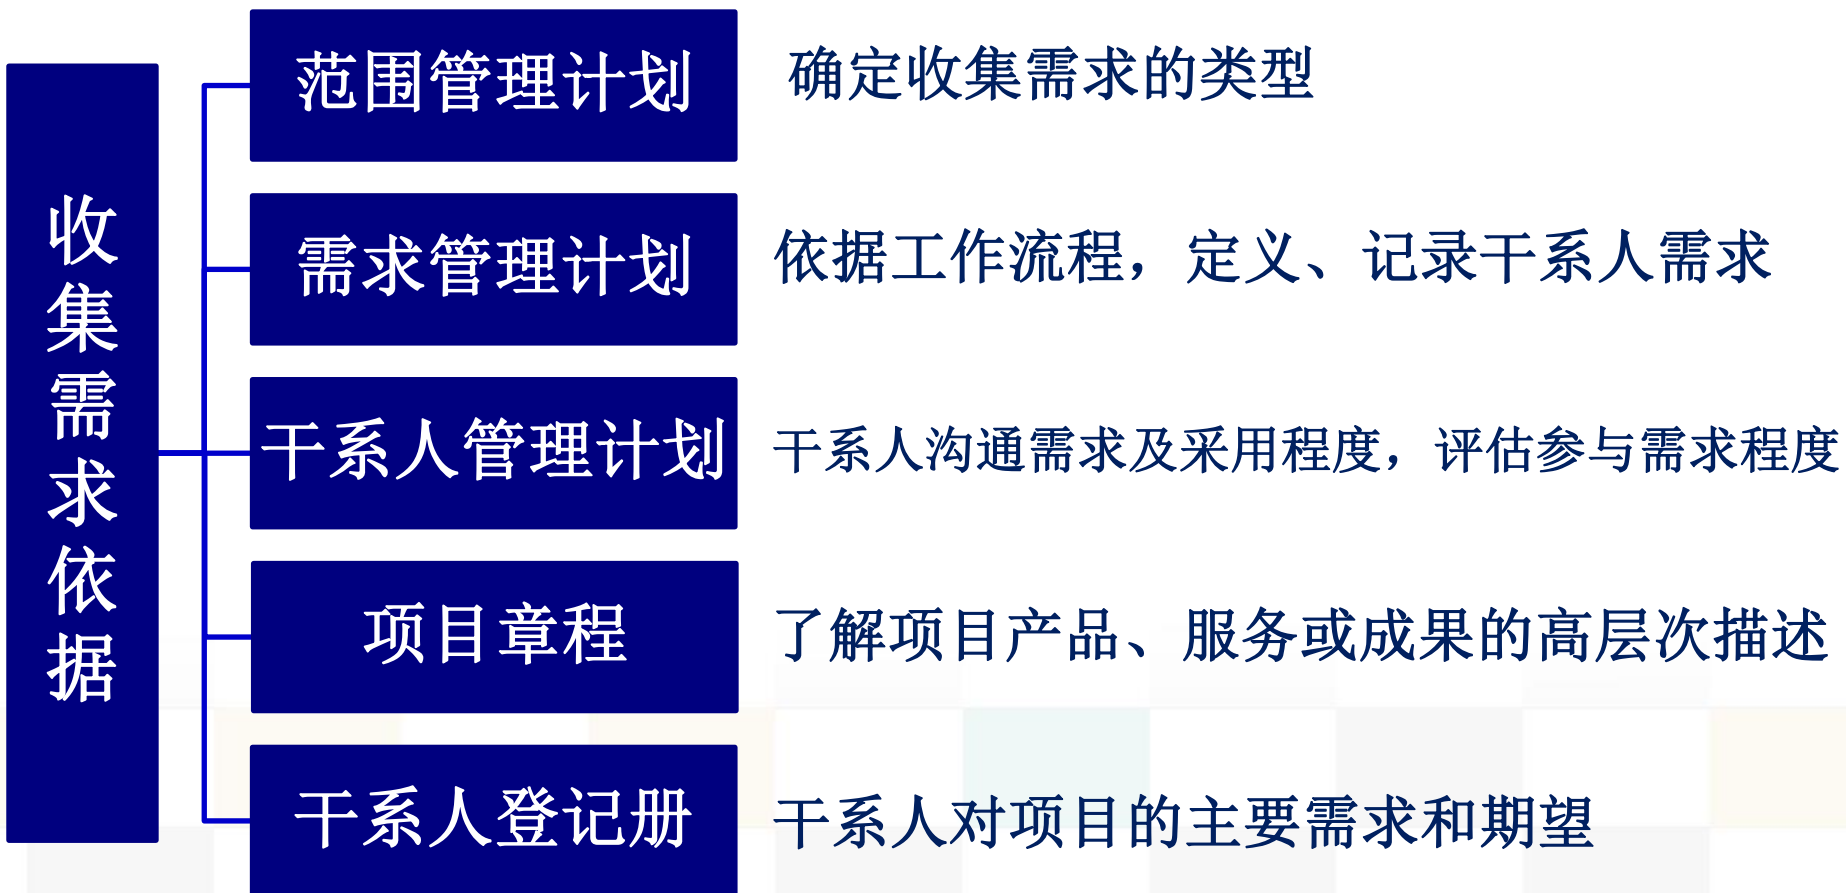 收集需求依据
范围管理计划
确定收集需求的类型
需求管理计划
依据工作流程，定义、记录干系人需求
干系人管理计划
干系人沟通需求及采用程度，评估参与需求程度
项目章程
了解项目产品、服务或成果的高层次描述
干系人登记册
干系人对项目的主要需求和期望